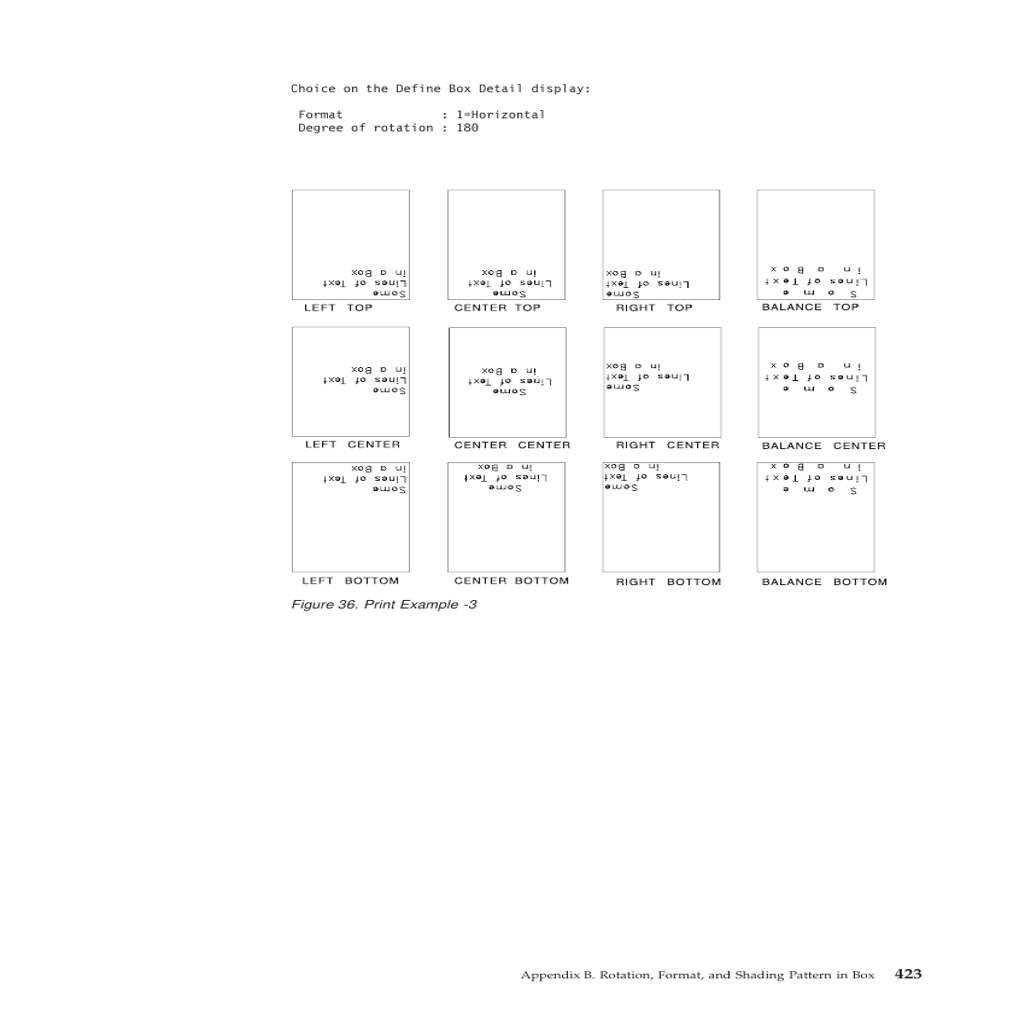 Choice on the Define Box Detail display:
Format : 1=Horizontal
Degree of rotation : 180
Some
Lines of Text
in a Box
LEFT TOP
Some
Lines of Text
in a Box
CENTER TOP
Some
Lines of Text
in a Box
RIGHT TOP
S o m e
Lines of Text
i n a B o x
BALANCE TOP
Some
Lines of Text
in a Box
LEFT CENTER
Some
Lines of Text
in a Box
CENTER CENTER
Some
Lines of Text
in a Box
RIGHT CENTER
S o m e
Lines of Text
i n a B o x
BALANCE CENTER
Some
Lines of Text
in a Box
LEFT BOTTOM
Some
Lines of Text
in a Box
CENTER BOTTOM
Some
Lines of Text
in a Box
RIGHT BOTTOM
S o m e
Lines of Text
i n a B o x
BALANCE BOTTOM
Figure 36. Print Example -3
Appendix B. Rotation, Format, and Shading Pattern in Box 423